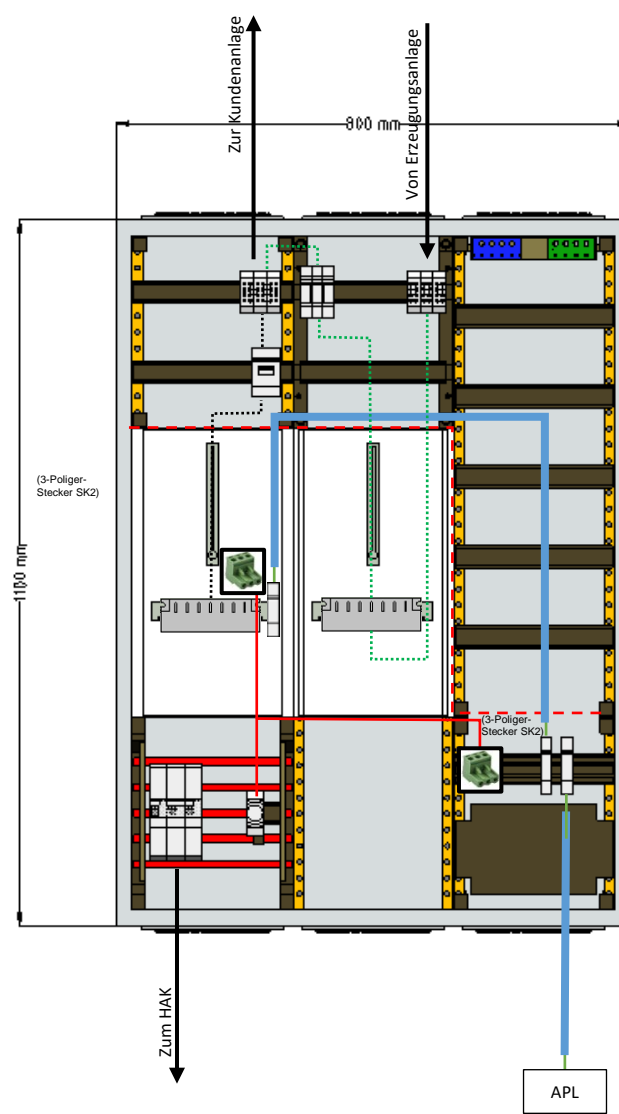 Zur Kundenanlage
Von Erzeugungsanlage
800 mm
(3-Poliger-
Stecker SK2)
1100 mm
(3-Poliger-
Stecker SK2)
Zum HAK
APL